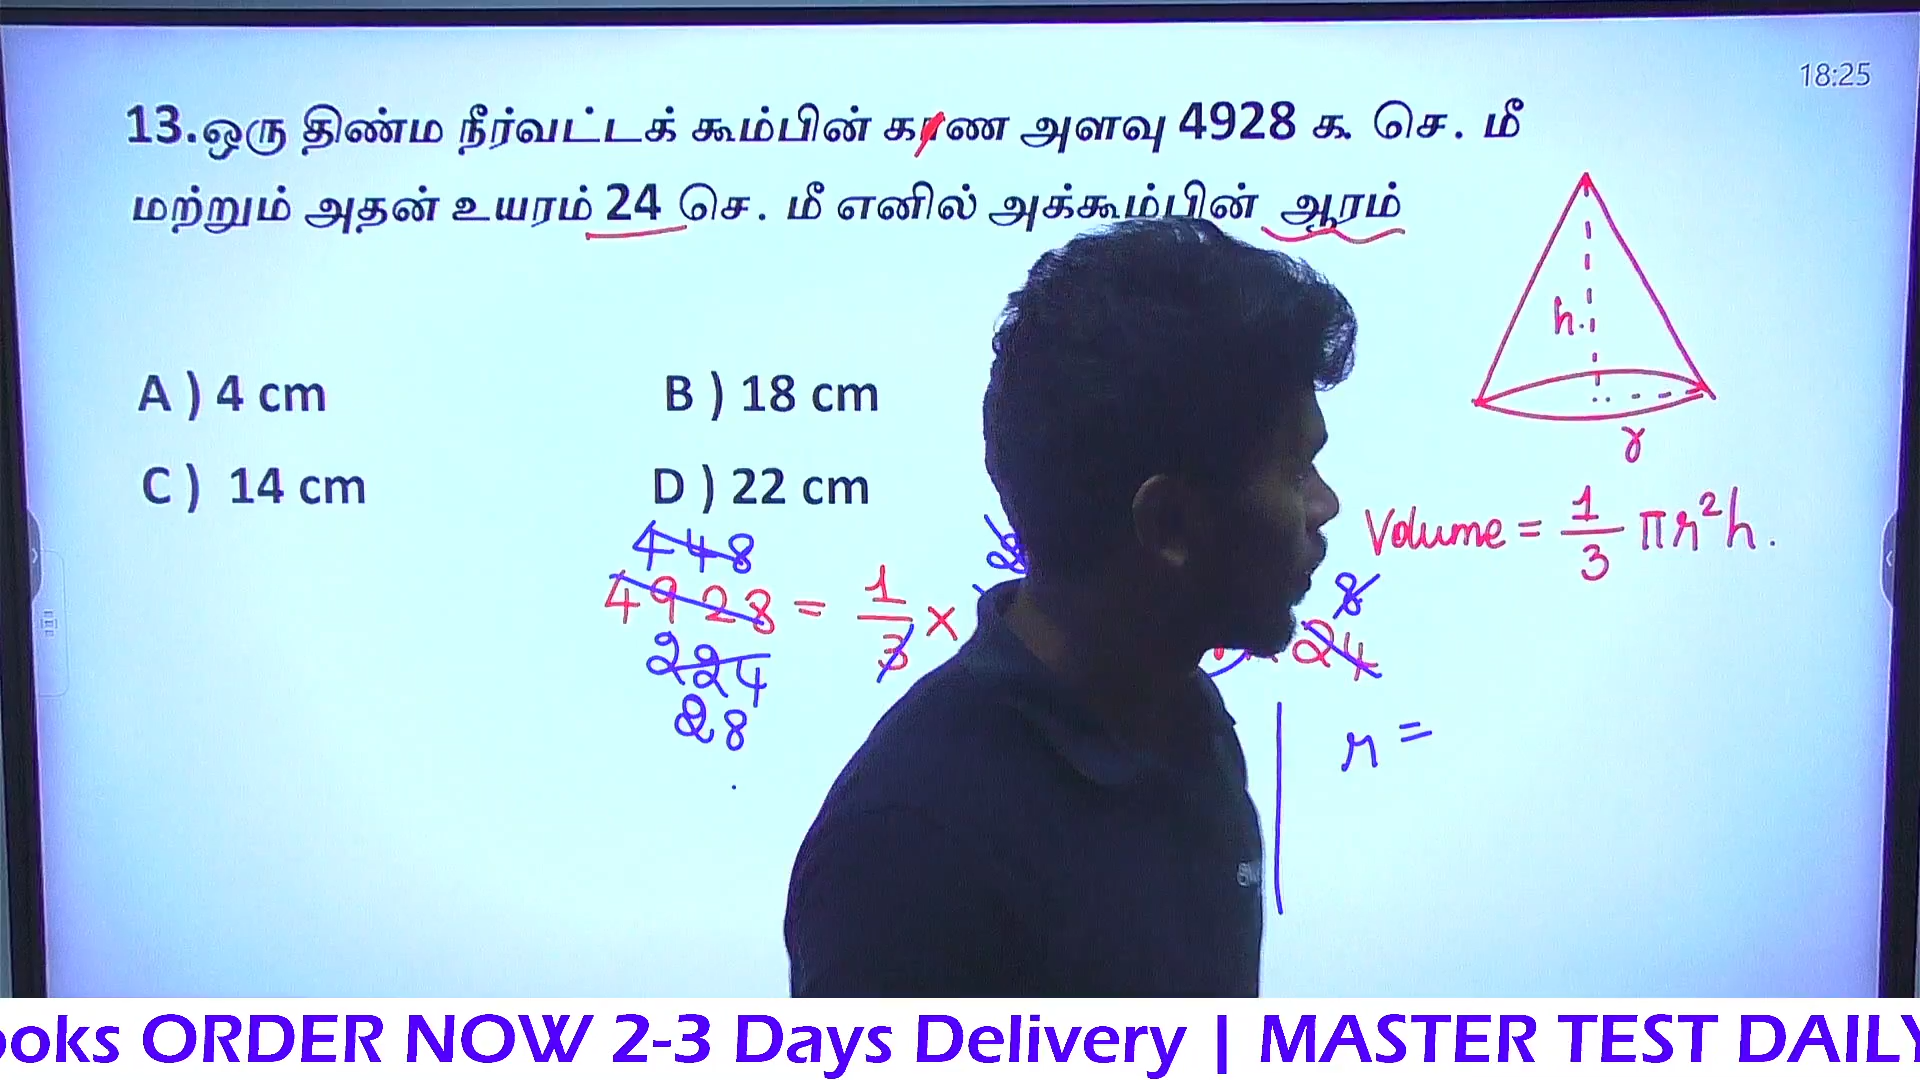 18:25
13.ஒரு திண்ம நீர்வட்டக் கூம்பின் காண அளவு 4928 க. செ. மீ
மற்றும் அதன் உயரம் 24 செ. மீ எனில் அக்கூம்பின் ஆரம்
h
A ) 4 cm B ) 18 cm
r
C ) 14 cm D ) 22 cm
Volume = 1/3 πr²h.
448
8
4928 = 1/3 × 24
224
28
r =
ooks ORDER NOW 2-3 Days Delivery | MASTER TEST DAILY